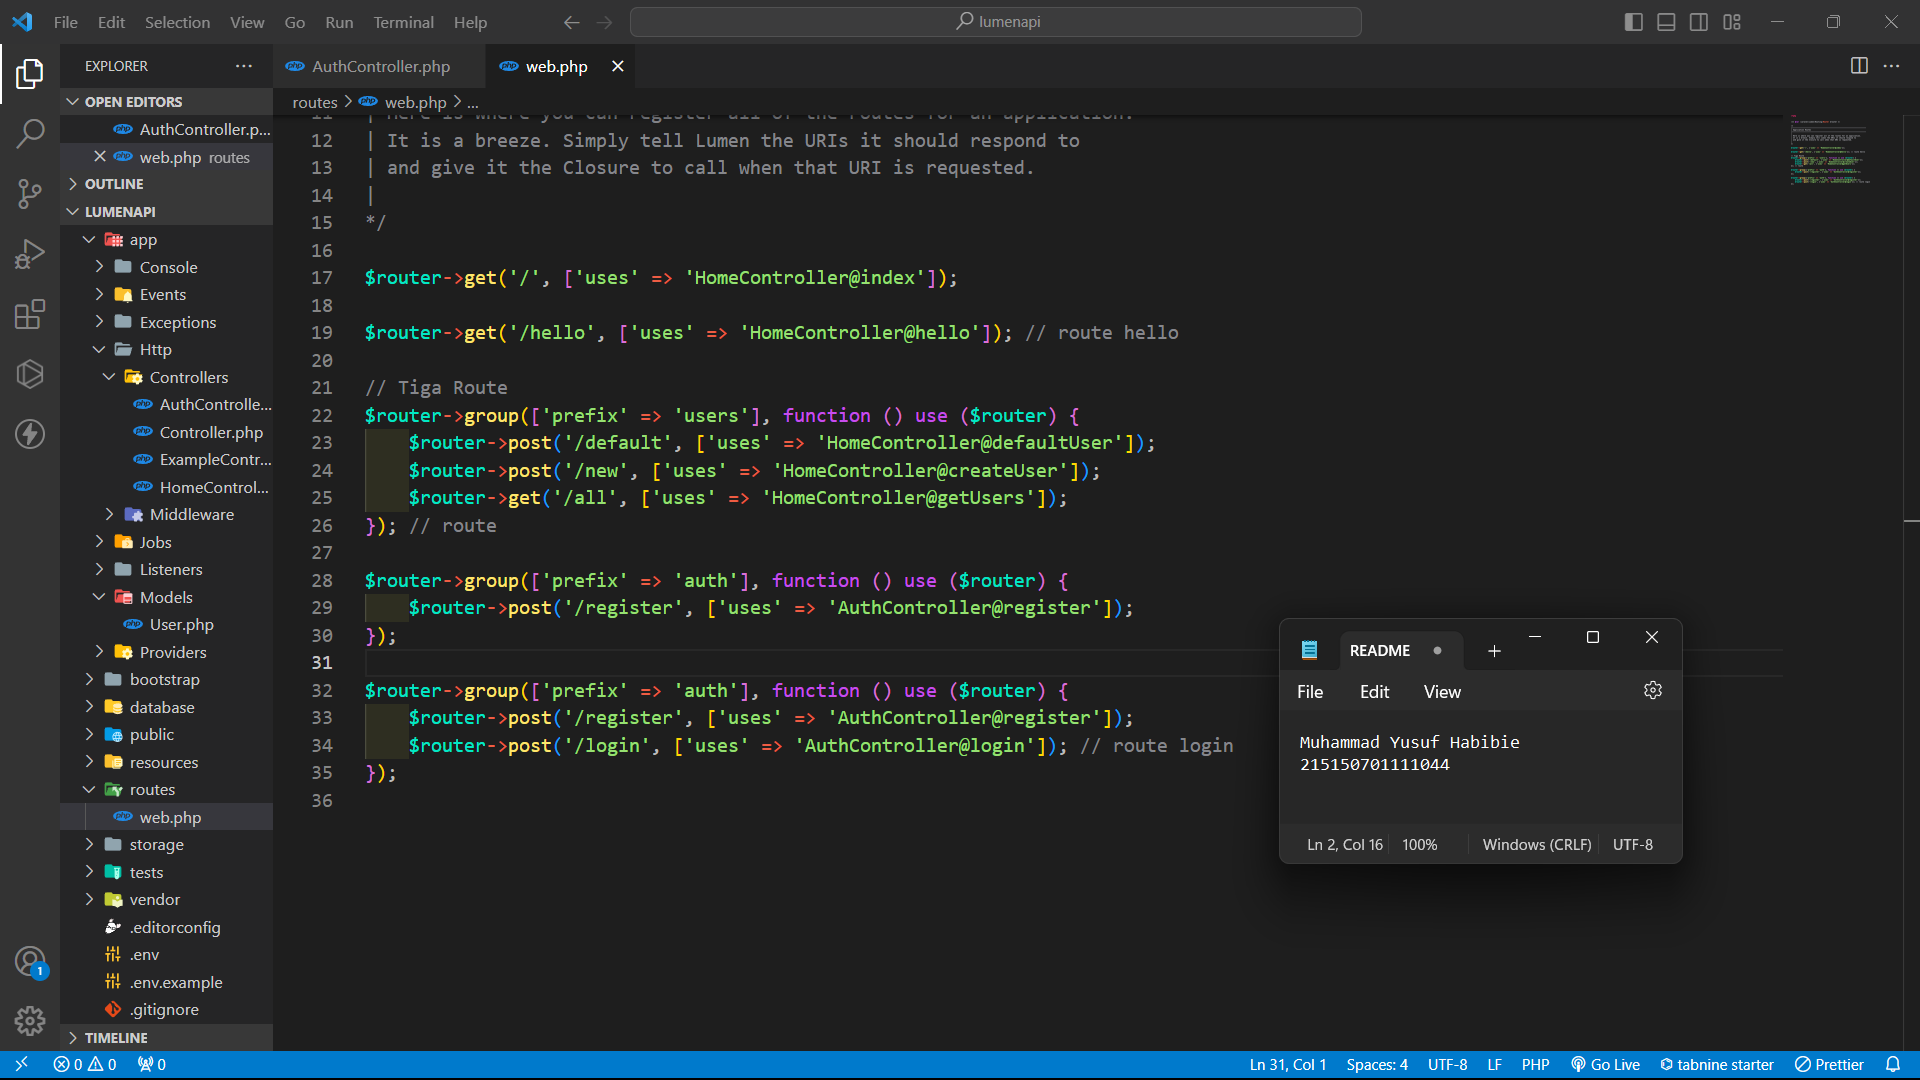 File Edit Selection View Go Run Terminal Help
lumenapi
EXPLORER
AuthController.php
web.php
routes > web.php > ...
OPEN EDITORS
AuthController.p...
web.php routes
OUTLINE
LUMENAPI
app
Console
Events
Exceptions
Http
Controllers
AuthControlle...
Controller.php
ExampleContr...
HomeControl...
Middleware
Jobs
Listeners
Models
User.php
Providers
bootstrap
database
public
resources
routes
web.php
storage
tests
vendor
.editorconfig
.env
.env.example
.gitignore
TIMELINE
11 | Here is where you can register all of the routes for an application.
12 | It is a breeze. Simply tell Lumen the URIs it should respond to
13 | and give it the Closure to call when that URI is requested.
14 |
15 */
16
17 $router->get('/', ['uses' => 'HomeController@index']);
18
19 $router->get('/hello', ['uses' => 'HomeController@hello']); // route hello
20
21 // Tiga Route
22 $router->group(['prefix' => 'users'], function () use ($router) {
23 $router->post('/default', ['uses' => 'HomeController@defaultUser']);
24 $router->post('/new', ['uses' => 'HomeController@createUser']);
25 $router->get('/all', ['uses' => 'HomeController@getUsers']);
26 }); // route
27
28 $router->group(['prefix' => 'auth'], function () use ($router) {
29 $router->post('/register', ['uses' => 'AuthController@register']);
30 });
31
32 $router->group(['prefix' => 'auth'], function () use ($router) {
33 $router->post('/register', ['uses' => 'AuthController@register']);
34 $router->post('/login', ['uses' => 'AuthController@login']); // route login
35 });
36
README
File Edit View
Muhammad Yusuf Habibie
215150701111044
Ln 2, Col 16 100% Windows (CRLF) UTF-8
1
0 0 0
Ln 31, Col 1 Spaces: 4 UTF-8 LF PHP Go Live tabnine starter Prettier